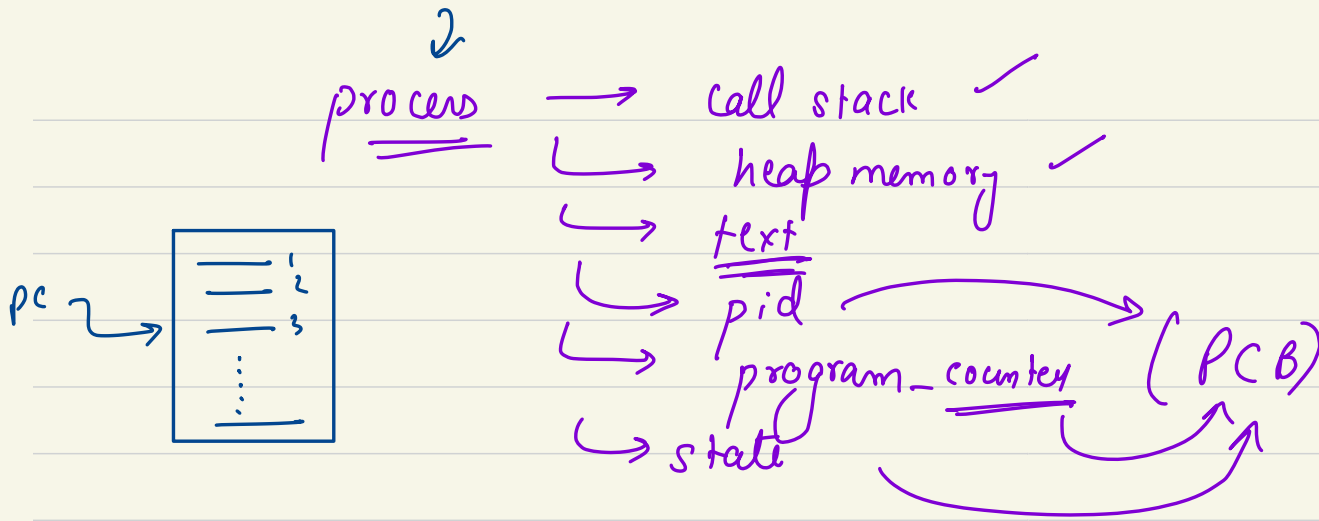 process → call stack ✓
↳ heap memory ✓
↳ text
↳ pid
↳ program_counter
↳ state
(PCB)
PC
1
2
3